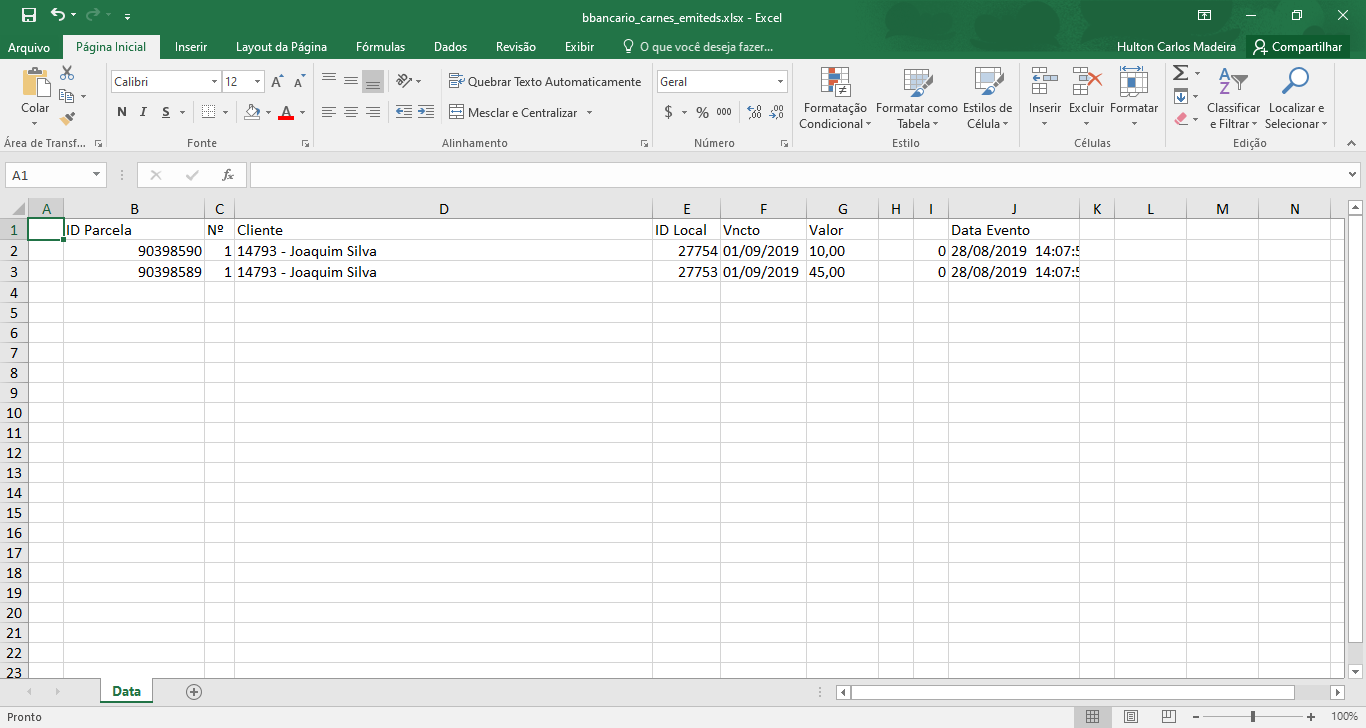 bbancario_carnes_emiteds.xlsx - Excel
Arquivo Página Inicial Inserir Layout da Página Fórmulas Dados Revisão Exibir O que você deseja fazer... Hulton Carlos Madeira Compartilhar
Colar
Área de Transf...
Calibri 12
N I S A
Fonte
Quebrar Texto Automaticamente
Mesclar e Centralizar
Alinhamento
Geral
$ % 000 ,00 ,0
Número
Formatação Condicional
Formatar como Tabela
Estilos de Célula
Estilo
Inserir Excluir Formatar
Células
Classificar e Filtrar
Localizar e Selecionar
Edição
A1 fx
A B C D E F G H I J K L M N
1 ID Parcela Nº Cliente ID Local Vncto Valor Data Evento
2 90398590 1 14793 - Joaquim Silva 27754 01/09/2019 10,00 0 28/08/2019 14:07:5
3 90398589 1 14793 - Joaquim Silva 27753 01/09/2019 45,00 0 28/08/2019 14:07:5
4
5
6
7
8
9
10
11
12
13
14
15
16
17
18
19
20
21
22
23
Data
Pronto 100%